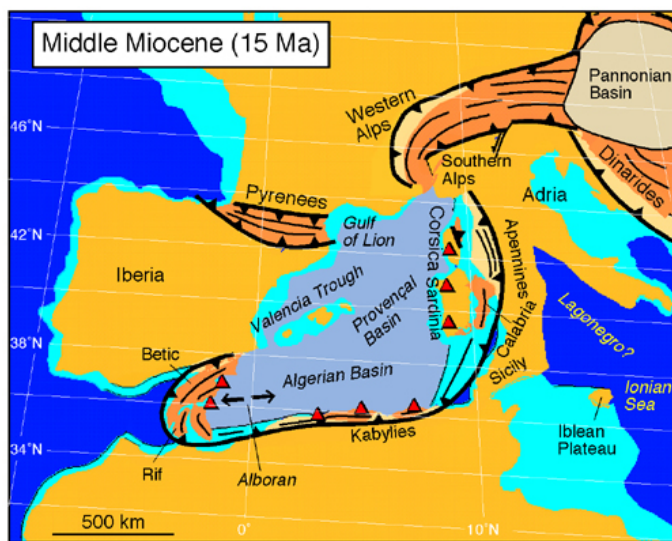 Middle Miocene (15 Ma)
Pannonian
Basin
Western
Alps
46°N
Southern
Alps
Dinarides
Adria
Pyrenees
Gulf
of Lion
42°N
Corsica
Sardinia
Apennines
Iberia
Valencia Trough
Provençal
Basin
Lagonegro?
Calabria
38°N
Betic
Algerian Basin
Sicily
Ionian
Sea
Kabylies
Iblean
Plateau
34°N
Rif
Alboran
500 km
0°
10°N